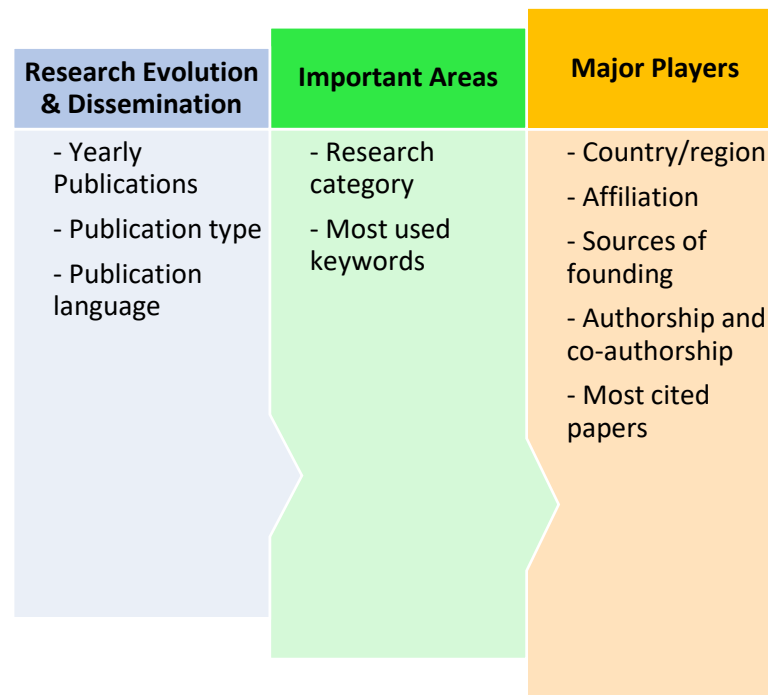 Research Evolution
& Dissemination
- Yearly
Publications
- Publication type
- Publication
language
Important Areas
- Research
category
- Most used
keywords
Major Players
- Country/region
- Affiliation
- Sources of
founding
- Authorship and
co-authorship
- Most cited
papers